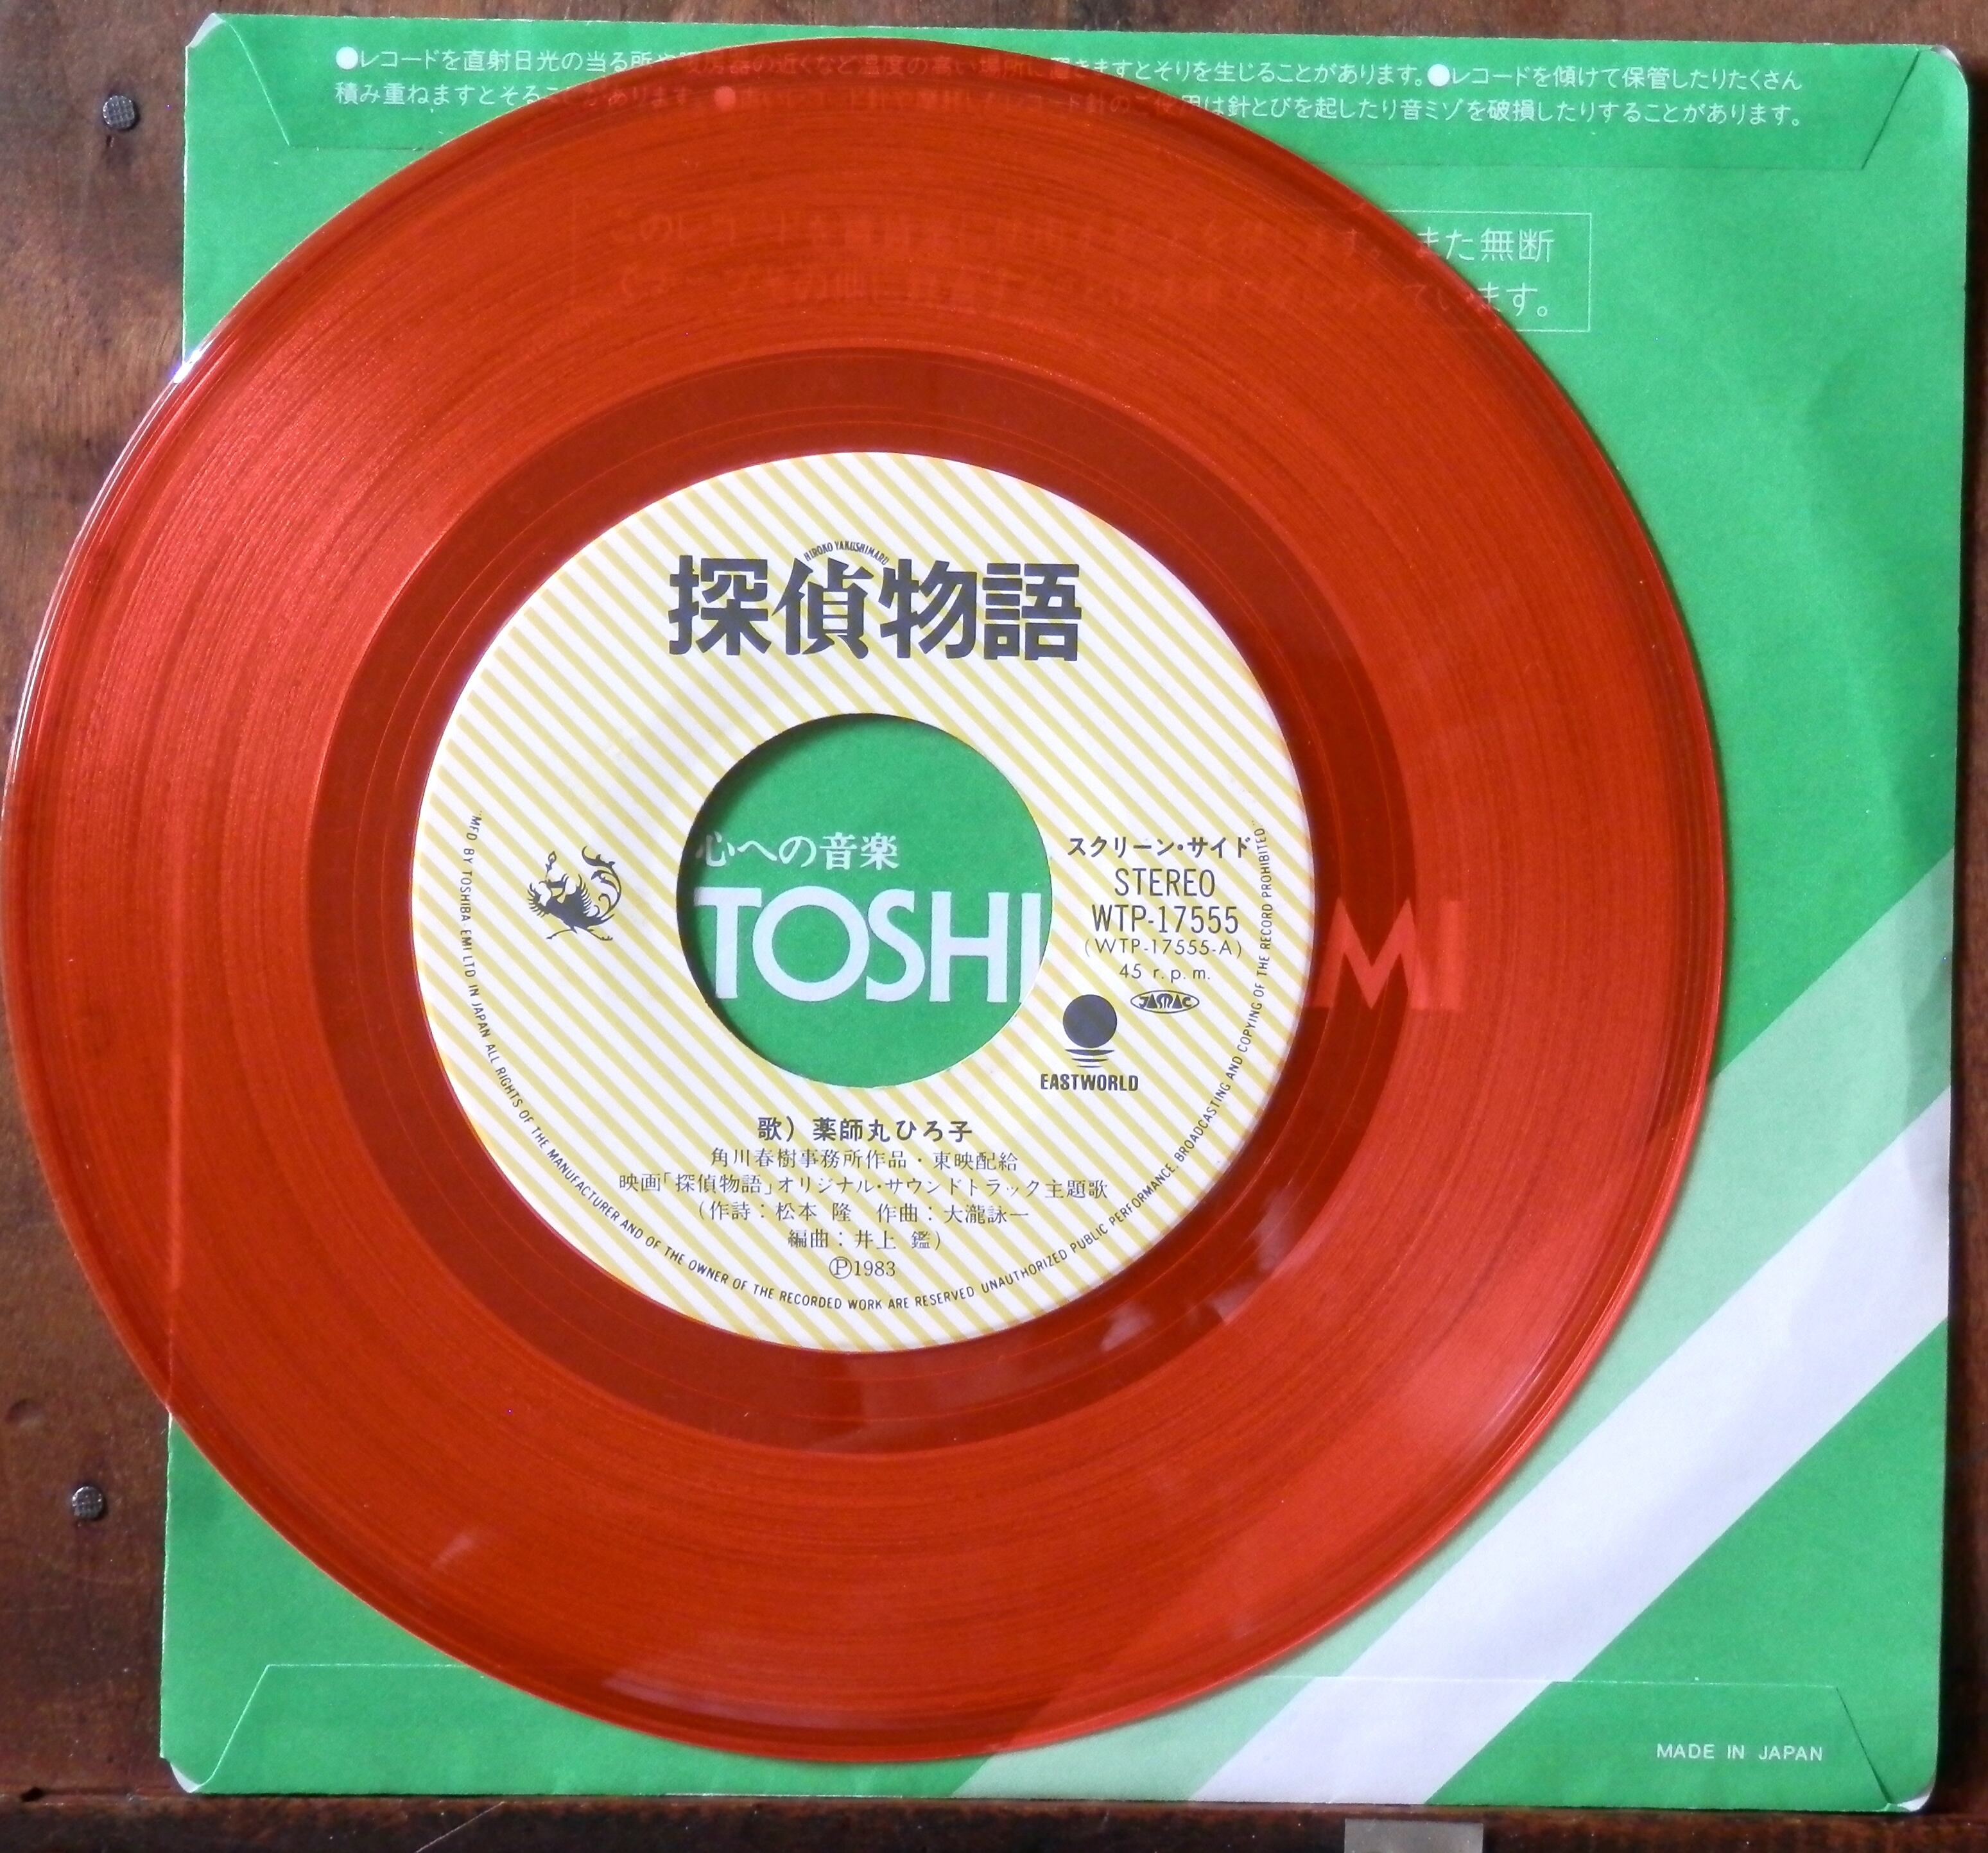 ●レコードを直射日光の当る所や暖房器の近くなど温度の高い場所に置きますとそりを生じることがあります。●レコードを傾けて保管したりたくさん
積み重ねますとそることがあります。● レコード針のご使用は針とびを起したり音ミゾを破損したりすることがあります。
このレコードを また無断
ています。
HIROKO YAKUSHIMARU
探偵物語
心への音楽
TOSHI EMI
スクリーン・サイド
STEREO
WTP-17555
(WTP-17555-A)
45 r.p.m.
JASRAC
EASTWORLD
歌) 薬師丸ひろ子
角川春樹事務所作品・東映配給
映画「探偵物語」オリジナル・サウンドトラック主題歌
(作詩：松本 隆 作曲：大瀧詠一
編曲：井上 鑑)
Ⓟ1983
"MFD BY TOSHIBA EMI LTD IN JAPAN ALL RIGHTS OF THE MANUFACTURER AND OF THE OWNER OF THE RECORDED WORK ARE RESERVED UNAUTHORIZED PUBLIC PERFORMANCE, BROADCASTING AND COPYING OF THE RECORD PROHIBITED"
MADE IN JAPAN